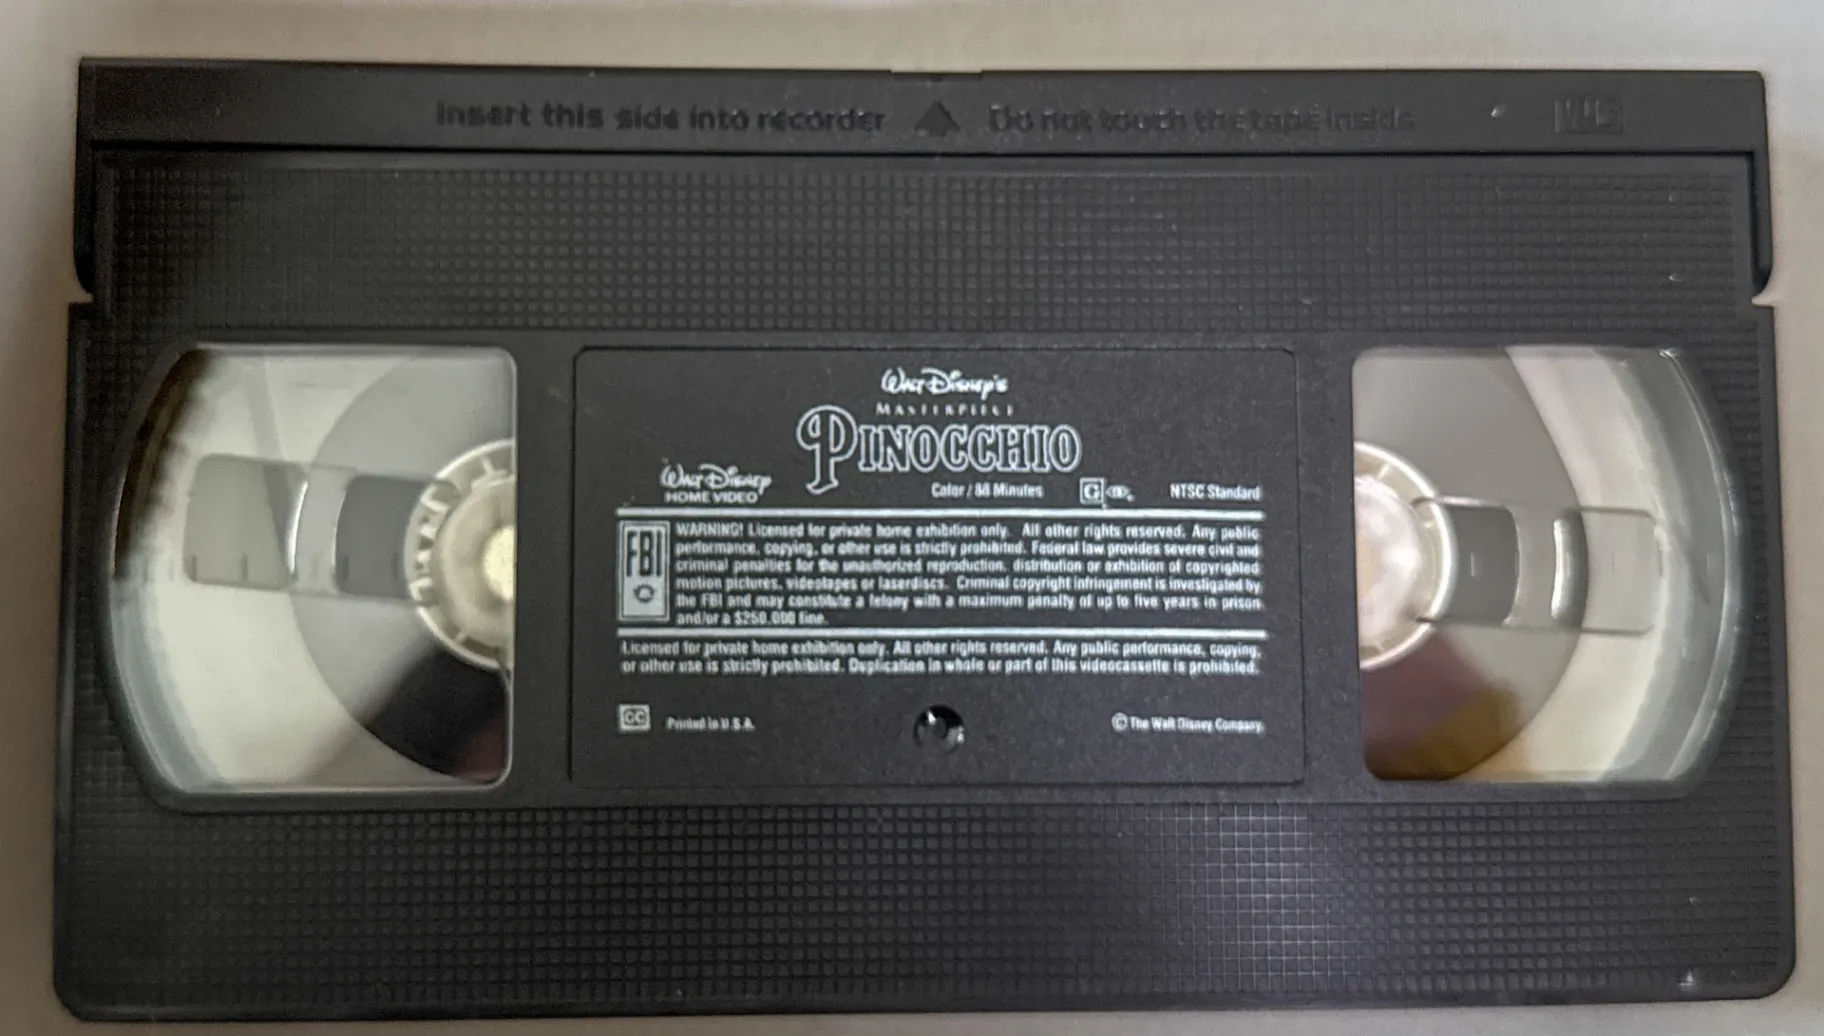 Insert this side into recorder ▲ Do not touch the tape inside VHS
Walt Disney's
MASTERPIECE
PINOCCHIO
Walt Disney
HOME VIDEO
Color / 88 Minutes G NTSC Standard
FBI
WARNING! Licensed for private home exhibition only. All other rights reserved. Any public
performance, copying, or other use is strictly prohibited. Federal law provides severe civil and
criminal penalties for the unauthorized reproduction, distribution or exhibition of copyrighted
motion pictures, videotapes or laserdiscs. Criminal copyright infringement is investigated by
the FBI and may constitute a felony with a maximum penalty of up to five years in prison
and/or a $250,000 fine.
Licensed for private home exhibition only. All other rights reserved. Any public performance, copying,
or other use is strictly prohibited. Duplication in whole or part of this videocassette is prohibited.
CC Printed in U.S.A. © The Walt Disney Company.